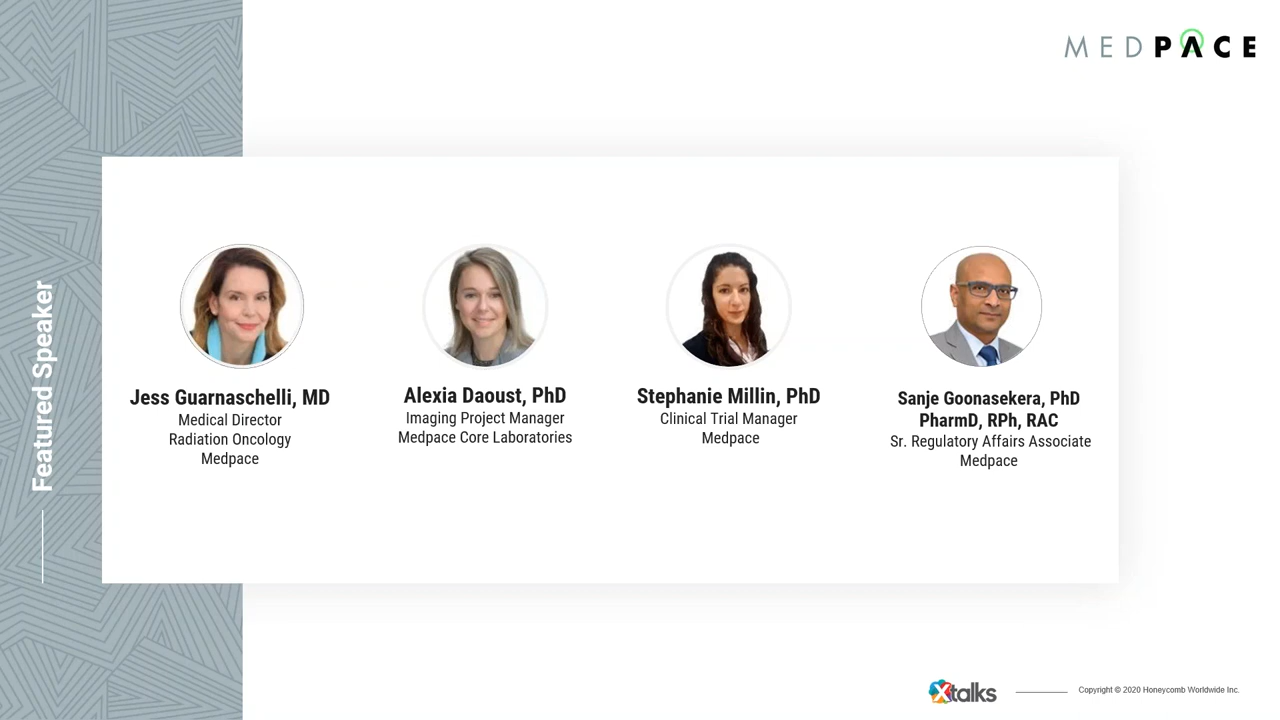 MEDPACE
Featured Speaker
Jess Guarnaschelli, MD
Medical Director
Radiation Oncology
Medpace
Alexia Daoust, PhD
Imaging Project Manager
Medpace Core Laboratories
Stephanie Millin, PhD
Clinical Trial Manager
Medpace
Sanje Goonasekera, PhD
PharmD, RPh, RAC
Sr. Regulatory Affairs Associate
Medpace
Xtalks
Copyright © 2020 Honeycomb Worldwide Inc.